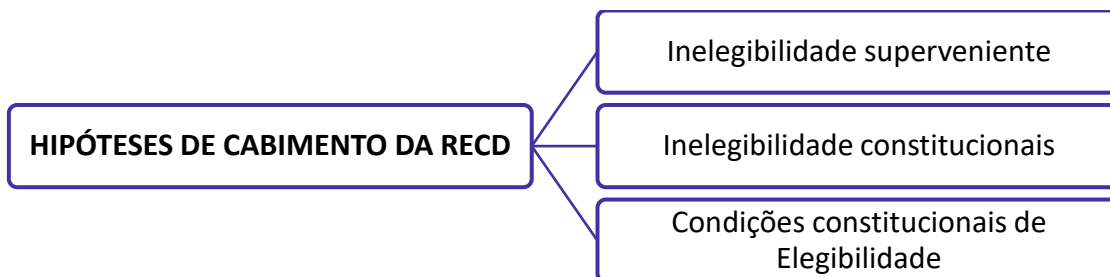 HIPÓTESES DE CABIMENTO DA RECD
Inelegibilidade superveniente
Inelegibilidade constitucionais
Condições constitucionais de
Elegibilidade